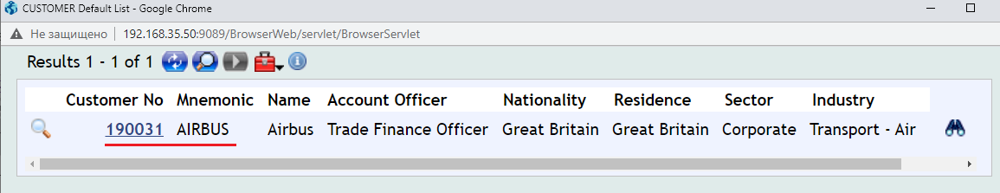 CUSTOMER Default List - Google Chrome
Не защищено 192.168.35.50:9089/BrowserWeb/servlet/BrowserServlet
Results 1 - 1 of 1
Customer No Mnemonic Name Account Officer Nationality Residence Sector Industry
190031 AIRBUS Airbus Trade Finance Officer Great Britain Great Britain Corporate Transport - Air